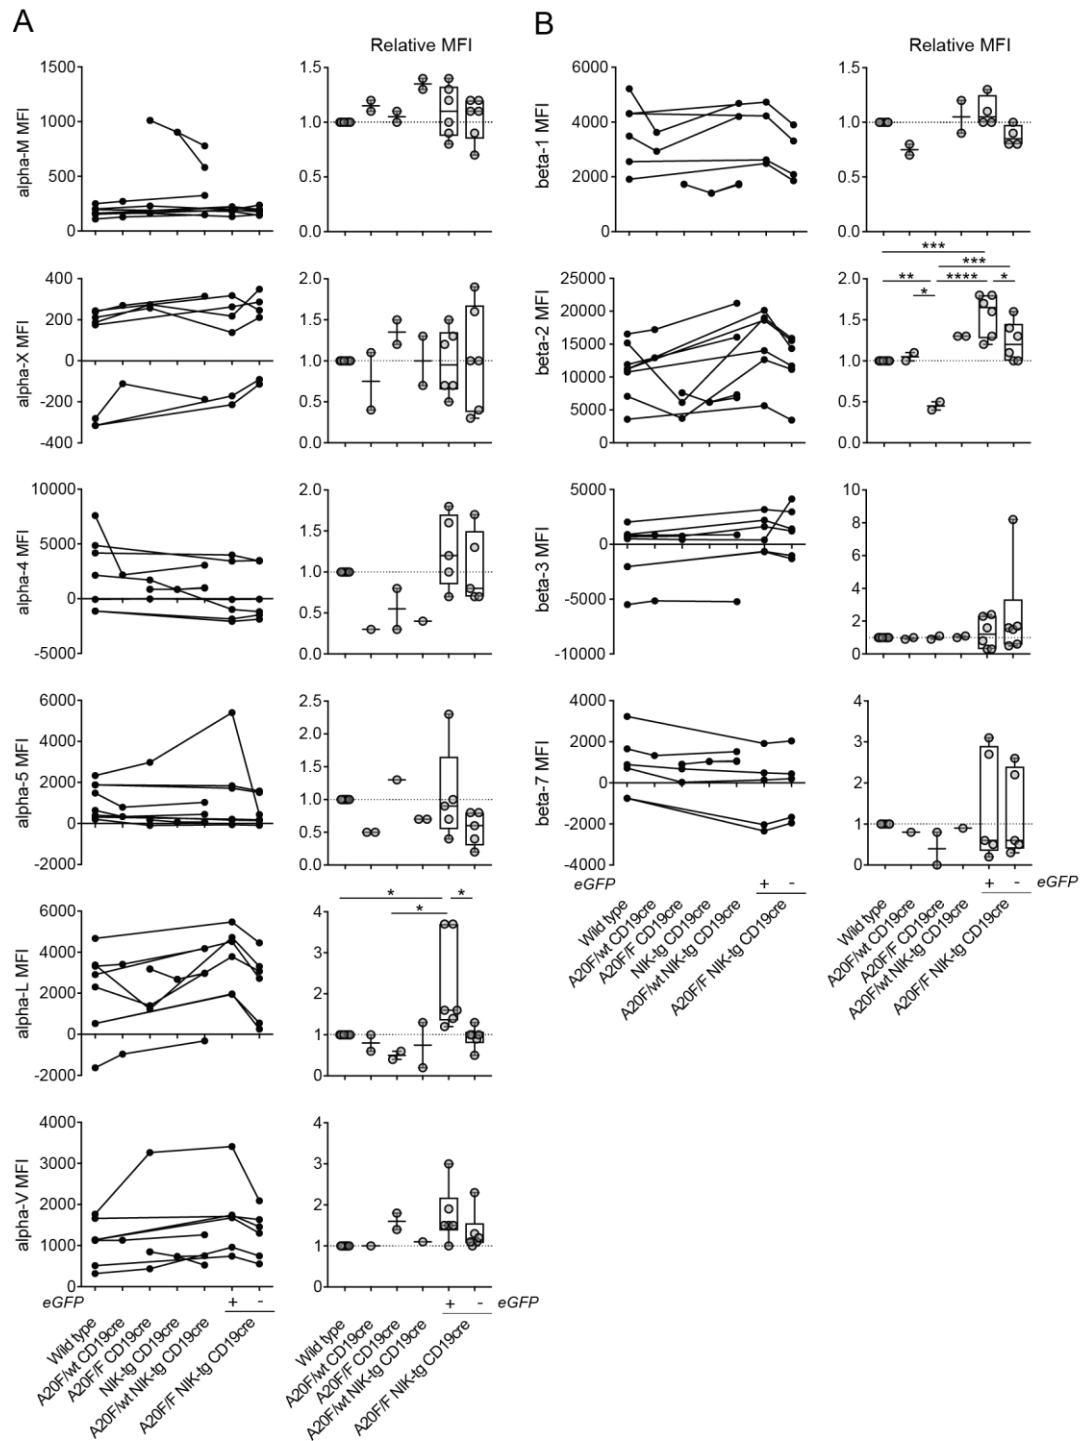 A
B
Relative MFI
Relative MFI
alpha-M MFI
1500
1000
500
0
1.5
1.0
0.5
0.0
beta-1 MFI
6000
4000
2000
0
1.5
1.0
0.5
0.0
alpha-X MFI
400
200
0
-200
-400
2.0
1.5
1.0
0.5
0.0
beta-2 MFI
25000
20000
15000
10000
5000
0
***
***
** **** *
*
2.0
1.5
1.0
0.5
0.0
alpha-4 MFI
10000
5000
0
-5000
2.0
1.5
1.0
0.5
0.0
beta-3 MFI
5000
0
-5000
-10000
10
8
6
4
2
0
alpha-5 MFI
6000
4000
2000
0
-2000
2.5
2.0
1.5
1.0
0.5
0.0
beta-7 MFI
4000
2000
0
-2000
-4000
4
3
2
1
0
eGFP + -
+ - eGFP
Wild type
A20F/wt CD19cre
A20F/F CD19cre
NIK-tg CD19cre
A20F/wt NIK-tg CD19cre
A20F/F NIK-tg CD19cre
Wild type
A20F/wt CD19cre
A20F/F CD19cre
A20F/wt NIK-tg CD19cre
A20F/F NIK-tg CD19cre
alpha-L MFI
6000
4000
2000
0
-2000
* *
*
4
3
2
1
0
alpha-V MFI
4000
3000
2000
1000
0
4
3
2
1
0
eGFP + -
+ - eGFP
Wild type
A20F/wt CD19cre
A20F/F CD19cre
NIK-tg CD19cre
A20F/wt NIK-tg CD19cre
A20F/F NIK-tg CD19cre
Wild type
A20F/wt CD19cre
A20F/F CD19cre
A20F/wt NIK-tg CD19cre
A20F/F NIK-tg CD19cre